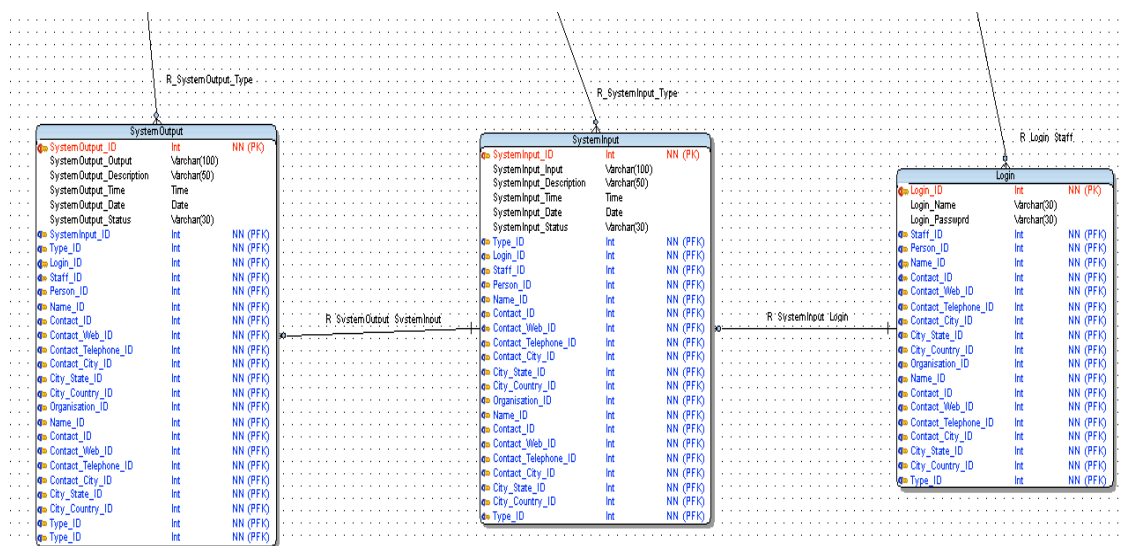 R_SystemOutput_Type
SystemOutput
SystemOutput_ID Int NN (PK)
SystemOutput_Output Varchar(100)
SystemOutput_Description Varchar(50)
SystemOutput_Time Time
SystemOutput_Date Date
SystemOutput_Status Varchar(30)
SystemInput_ID Int NN (PFK)
Type_ID Int NN (PFK)
Login_ID Int NN (PFK)
Staff_ID Int NN (PFK)
Person_ID Int NN (PFK)
Name_ID Int NN (PFK)
Contact_ID Int NN (PFK)
Contact_Web_ID Int NN (PFK)
Contact_Telephone_ID Int NN (PFK)
Contact_City_ID Int NN (PFK)
City_State_ID Int NN (PFK)
City_Country_ID Int NN (PFK)
Organisation_ID Int NN (PFK)
Name_ID Int NN (PFK)
Contact_ID Int NN (PFK)
Contact_Web_ID Int NN (PFK)
Contact_Telephone_ID Int NN (PFK)
Contact_City_ID Int NN (PFK)
City_State_ID Int NN (PFK)
City_Country_ID Int NN (PFK)
Type_ID Int NN (PFK)
Type_ID Int NN (PFK)
R_SystemOutput_SystemInput
R_SystemInput_Type
SystemInput
SystemInput_ID Int NN (PK)
SystemInput_Input Varchar(100)
SystemInput_Description Varchar(50)
SystemInput_Time Time
SystemInput_Date Date
SystemInput_Status Varchar(30)
Type_ID Int NN (PFK)
Login_ID Int NN (PFK)
Staff_ID Int NN (PFK)
Person_ID Int NN (PFK)
Name_ID Int NN (PFK)
Contact_ID Int NN (PFK)
Contact_Web_ID Int NN (PFK)
Contact_Telephone_ID Int NN (PFK)
Contact_City_ID Int NN (PFK)
City_State_ID Int NN (PFK)
City_Country_ID Int NN (PFK)
Organisation_ID Int NN (PFK)
Name_ID Int NN (PFK)
Contact_ID Int NN (PFK)
Contact_Web_ID Int NN (PFK)
Contact_Telephone_ID Int NN (PFK)
Contact_City_ID Int NN (PFK)
City_State_ID Int NN (PFK)
City_Country_ID Int NN (PFK)
Type_ID Int NN (PFK)
R_SystemInput_Login
R_Login_Staff
Login
Login_ID Int NN (PK)
Login_Name Varchar(30)
Login_Passwprd Varchar(30)
Staff_ID Int NN (PFK)
Person_ID Int NN (PFK)
Name_ID Int NN (PFK)
Contact_ID Int NN (PFK)
Contact_Web_ID Int NN (PFK)
Contact_Telephone_ID Int NN (PFK)
Contact_City_ID Int NN (PFK)
City_State_ID Int NN (PFK)
City_Country_ID Int NN (PFK)
Organisation_ID Int NN (PFK)
Name_ID Int NN (PFK)
Contact_ID Int NN (PFK)
Contact_Web_ID Int NN (PFK)
Contact_Telephone_ID Int NN (PFK)
Contact_City_ID Int NN (PFK)
City_State_ID Int NN (PFK)
City_Country_ID Int NN (PFK)
Type_ID Int NN (PFK)